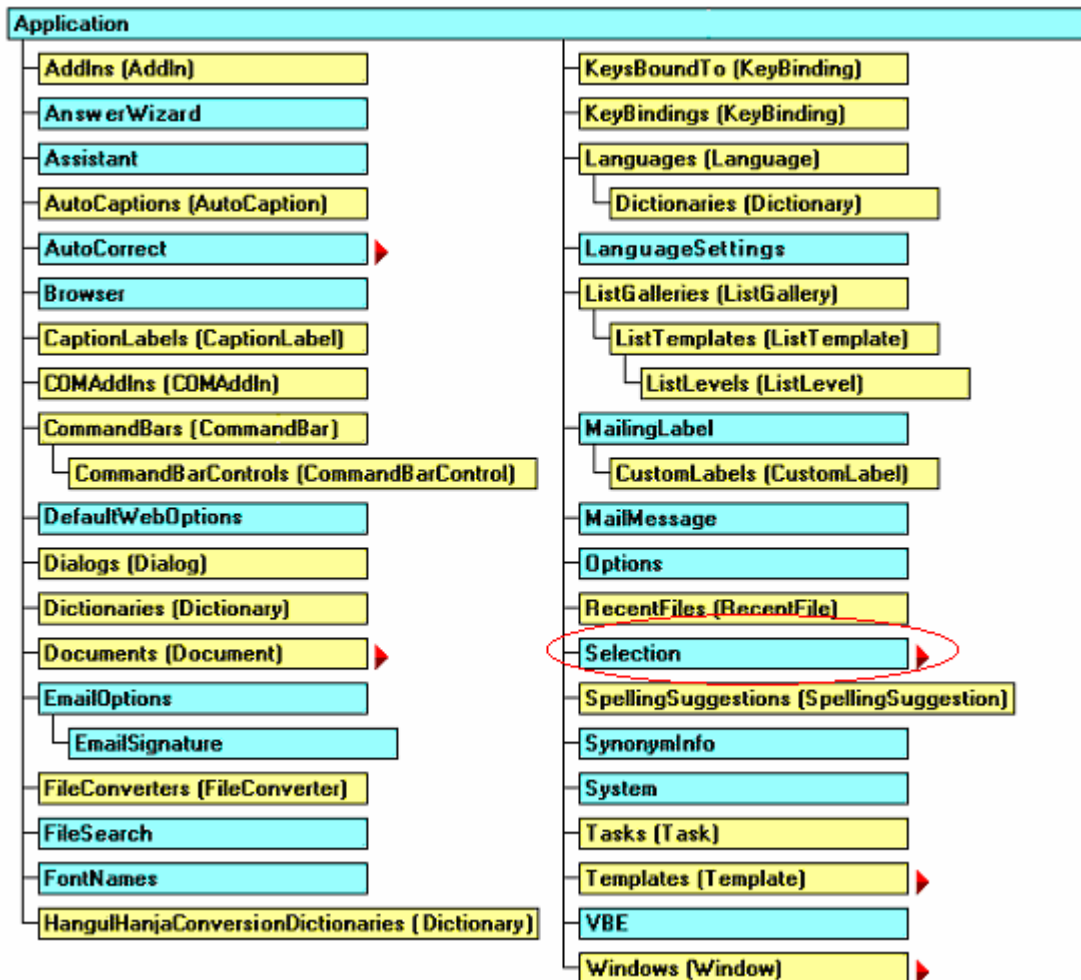 Application
AddIns (AddIn)
AnswerWizard
Assistant
AutoCaptions (AutoCaption)
AutoCorrect
Browser
CaptionLabels (CaptionLabel)
COMAddIns (COMAddIn)
CommandBars (CommandBar)
CommandBarControls (CommandBarControl)
DefaultWebOptions
Dialogs (Dialog)
Dictionaries (Dictionary)
Documents (Document)
EmailOptions
EmailSignature
FileConverters (FileConverter)
FileSearch
FontNames
HangulHanjaConversionDictionaries (Dictionary)
KeysBoundTo (KeyBinding)
KeyBindings (KeyBinding)
Languages (Language)
Dictionaries (Dictionary)
LanguageSettings
ListGalleries (ListGallery)
ListTemplates (ListTemplate)
ListLevels (ListLevel)
MailingLabel
CustomLabels (CustomLabel)
MailMessage
Options
RecentFiles (RecentFile)
Selection
SpellingSuggestions (SpellingSuggestion)
SynonymInfo
System
Tasks (Task)
Templates (Template)
VBE
Windows (Window)